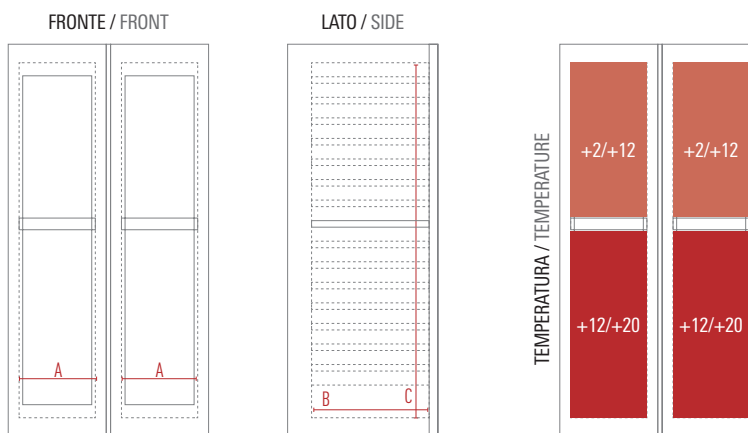 FRONTE / FRONT
LATO / SIDE
TEMPERATURA / TEMPERATURE
+2/+12
+2/+12
+12/+20
+12/+20
A
A
B
C